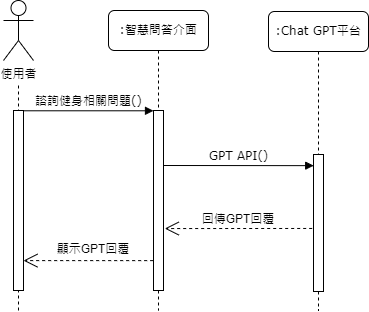 :智慧問答介面
:Chat GPT平台
使用者
諮詢健身相關問題()
GPT API()
回傳GPT回覆
顯示GPT回覆